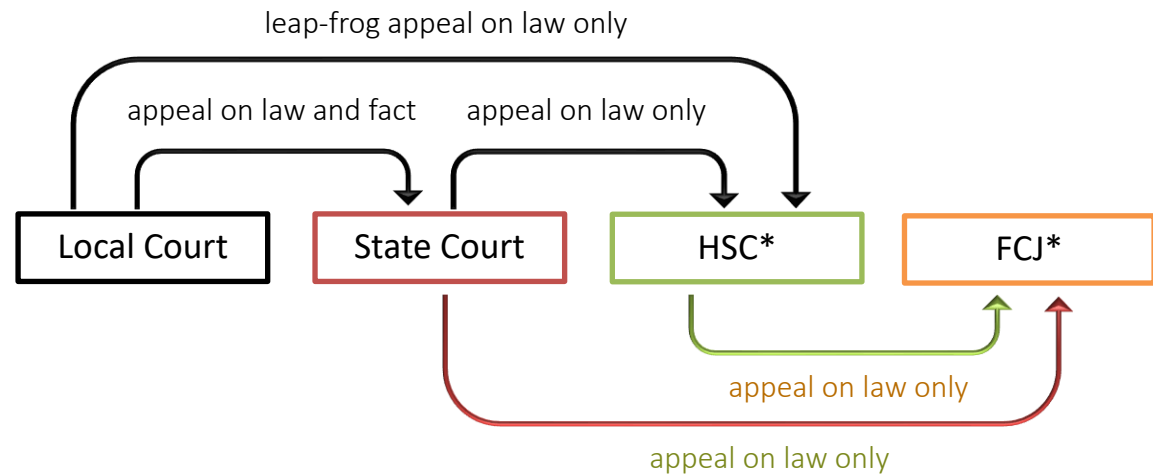 leap-frog appeal on law only
appeal on law and fact
appeal on law only
Local Court
State Court
HSC*
FCJ*
appeal on law only
appeal on law only